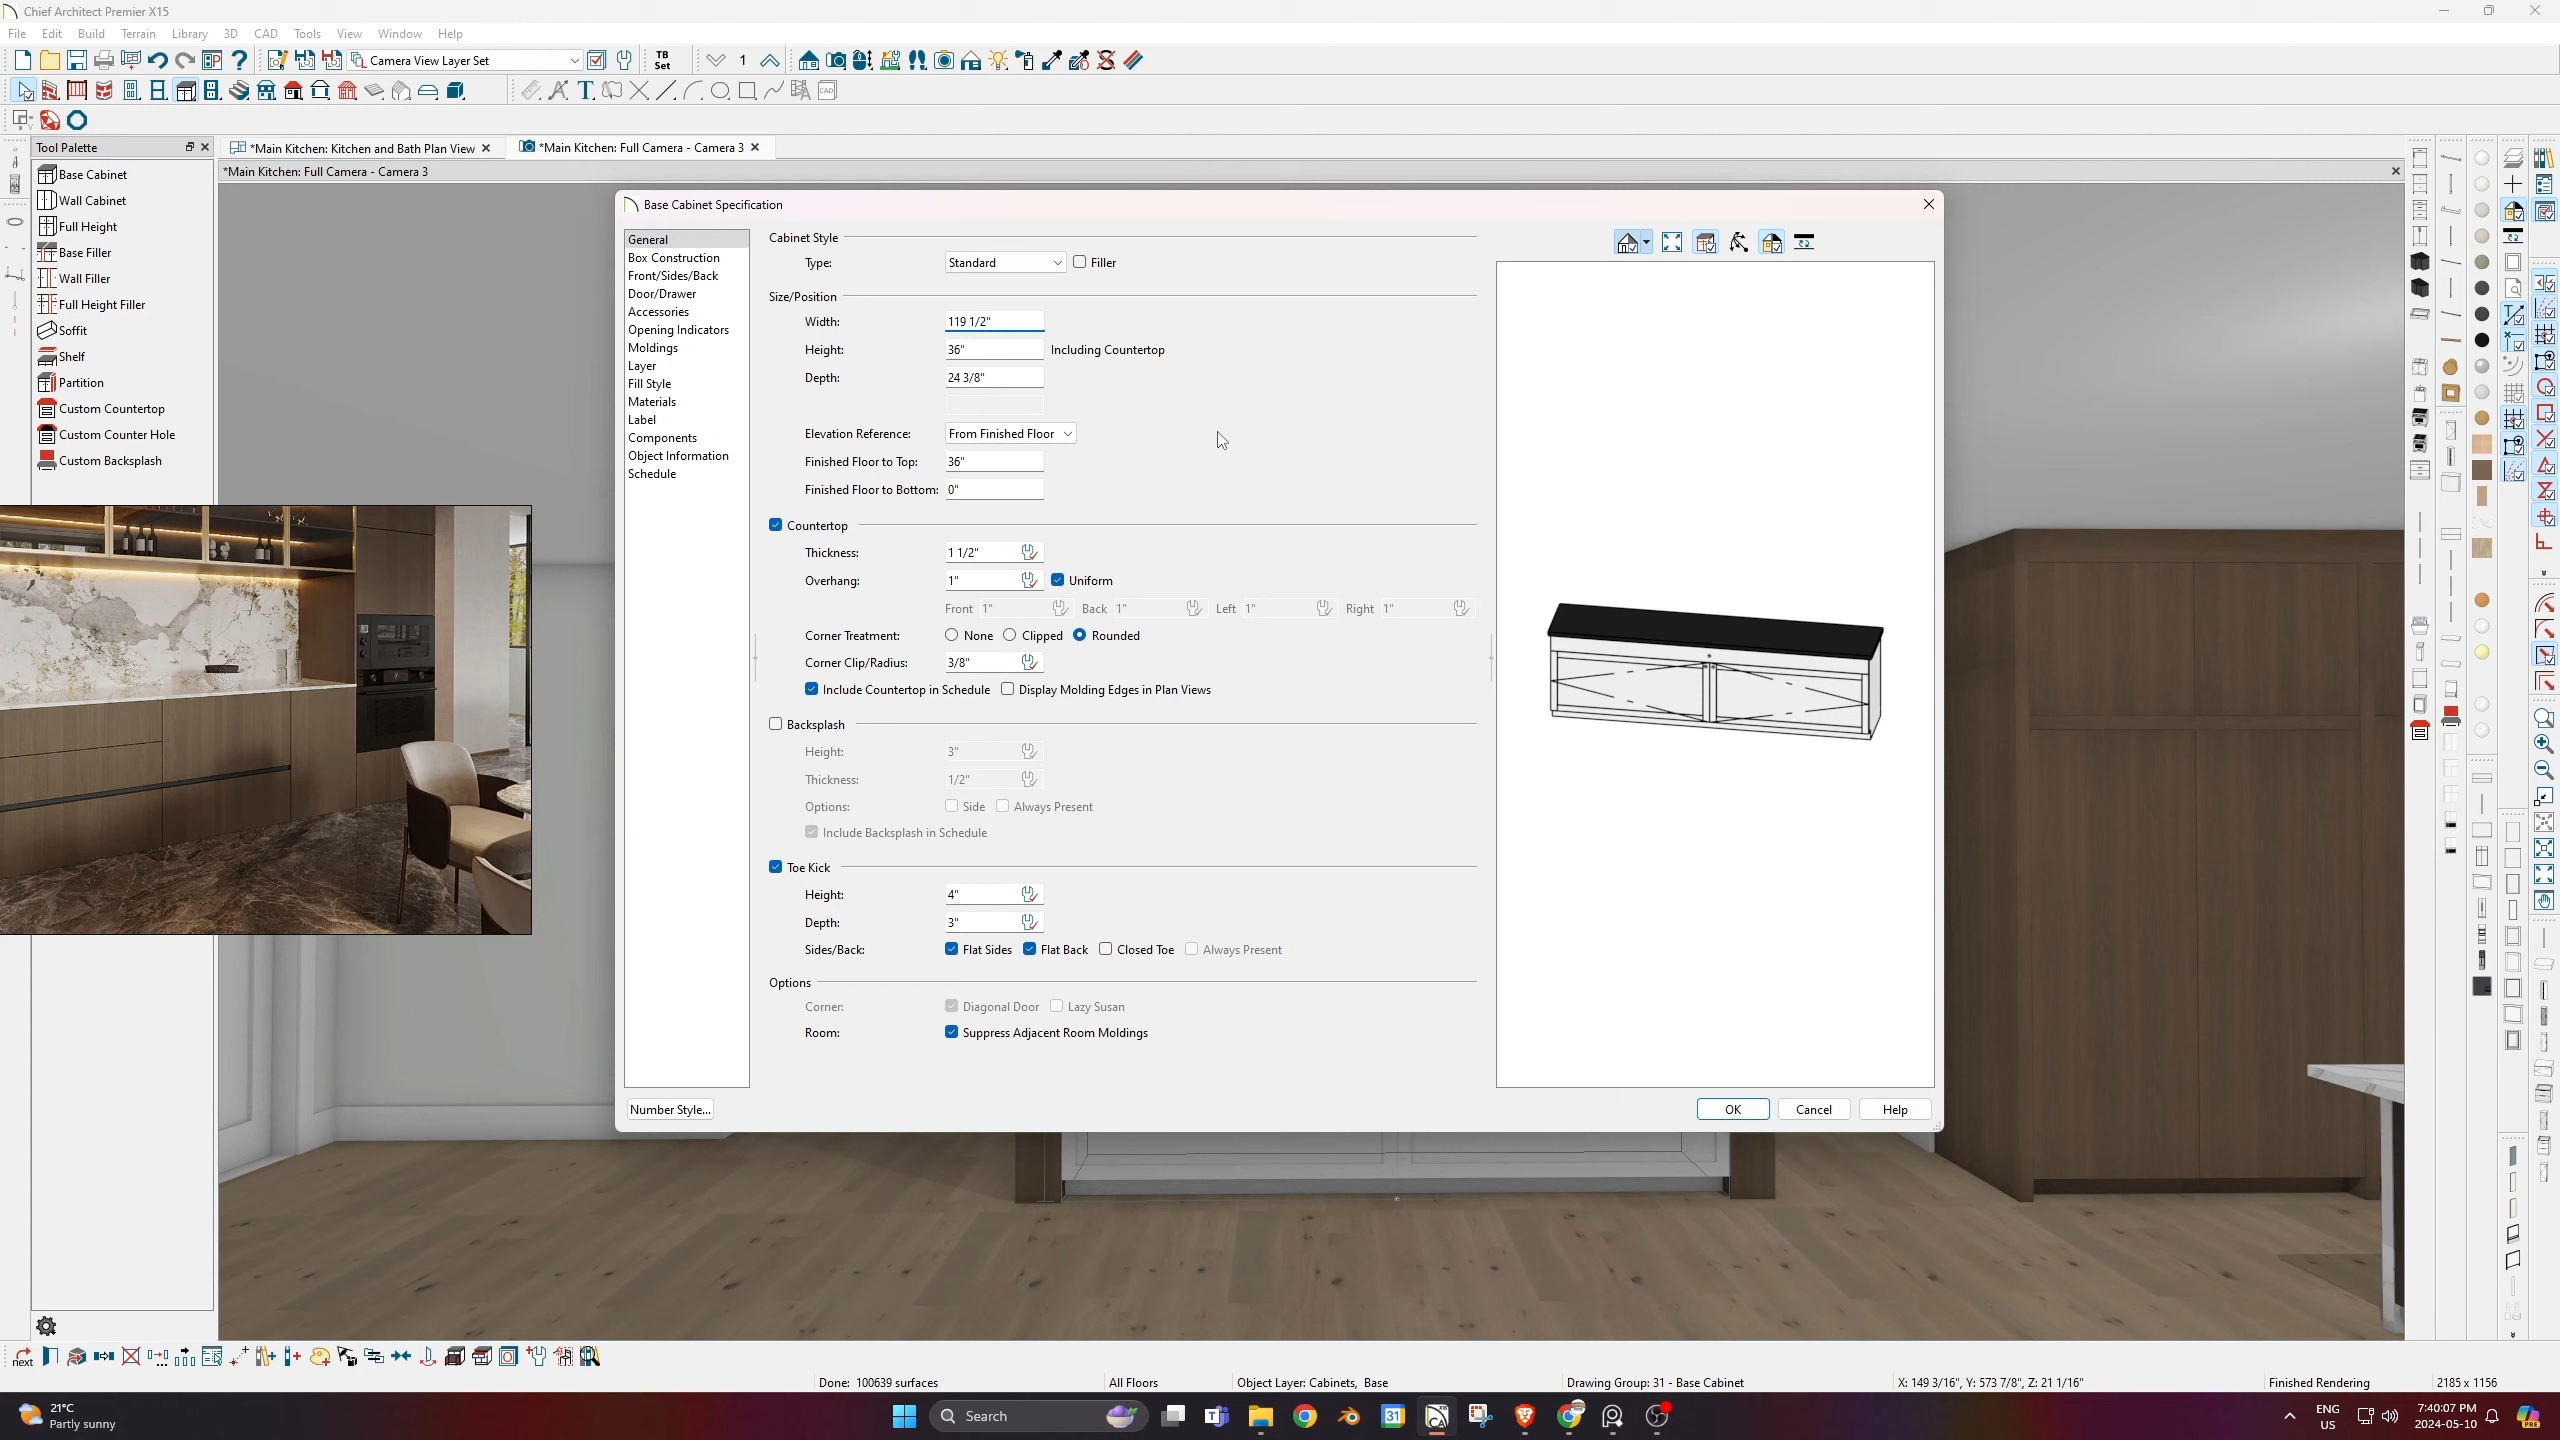 Chief Architect Premier X15
File Edit Build Terrain Library 3D CAD Tools View Window Help
Camera View Layer Set
TB Set
1
Tool Palette
*Main Kitchen: Kitchen and Bath Plan View
*Main Kitchen: Full Camera - Camera 3
*Main Kitchen: Full Camera - Camera 3
Base Cabinet
Wall Cabinet
Full Height
Base Filler
Wall Filler
Full Height Filler
Soffit
Shelf
Partition
Custom Countertop
Custom Counter Hole
Custom Backsplash
Base Cabinet Specification
General
Box Construction
Front/Sides/Back
Door/Drawer
Accessories
Opening Indicators
Moldings
Layer
Fill Style
Materials
Label
Components
Object Information
Schedule
Cabinet Style
Type: Standard Filler
Size/Position
Width: 119 1/2"
Height: 36" Including Countertop
Depth: 24 3/8"
Elevation Reference: From Finished Floor
Finished Floor to Top: 36"
Finished Floor to Bottom: 0"
Countertop
Thickness: 1 1/2"
Overhang: 1" Uniform
Front 1" Back 1" Left 1" Right 1"
Corner Treatment: None Clipped Rounded
Corner Clip/Radius: 3/8"
Include Countertop in Schedule Display Molding Edges in Plan Views
Backsplash
Height: 3"
Thickness: 1/2"
Options: Side Always Present
Include Backsplash in Schedule
Toe Kick
Height: 4"
Depth: 3"
Sides/Back: Flat Sides Flat Back Closed Toe Always Present
Options
Corner: Diagonal Door Lazy Susan
Room: Suppress Adjacent Room Moldings
Number Style...
OK Cancel Help
next
Done: 100639 surfaces All Floors Object Layer: Cabinets, Base Drawing Group: 31 - Base Cabinet X: 149 3/16", Y: 573 7/8", Z: 21 1/16" Finished Rendering 2185 x 1156
21°C
Partly sunny
Search
31
ENG
US
7:40:07 PM
2024-05-10